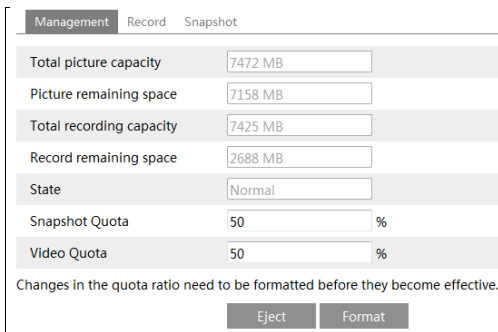 Management Record Snapshot
Total picture capacity 7472 MB
Picture remaining space 7158 MB
Total recording capacity 7425 MB
Record remaining space 2688 MB
State Normal
Snapshot Quota 50 %
Video Quota 50 %
Changes in the quota ratio need to be formatted before they become effective.
Eject Format